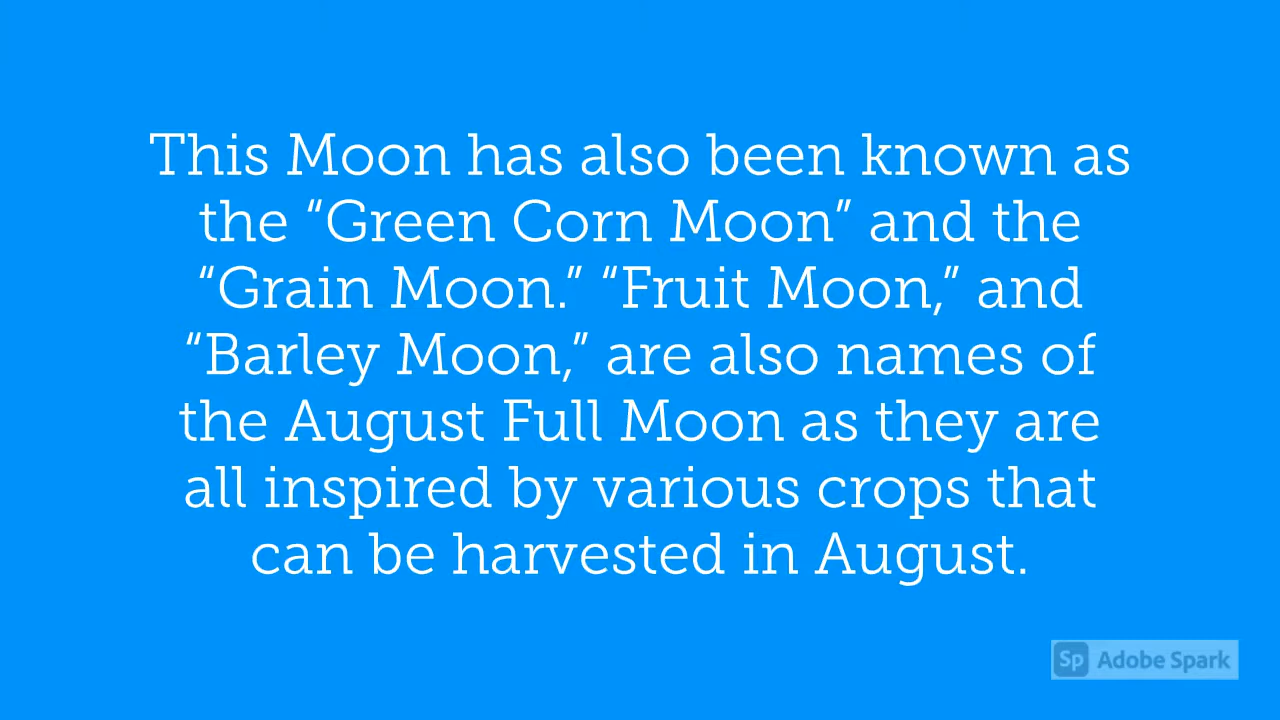 This Moon has also been known as
the “Green Corn Moon” and the
“Grain Moon.” “Fruit Moon,” and
“Barley Moon,” are also names of
the August Full Moon as they are
all inspired by various crops that
can be harvested in August.
Sp Adobe Spark